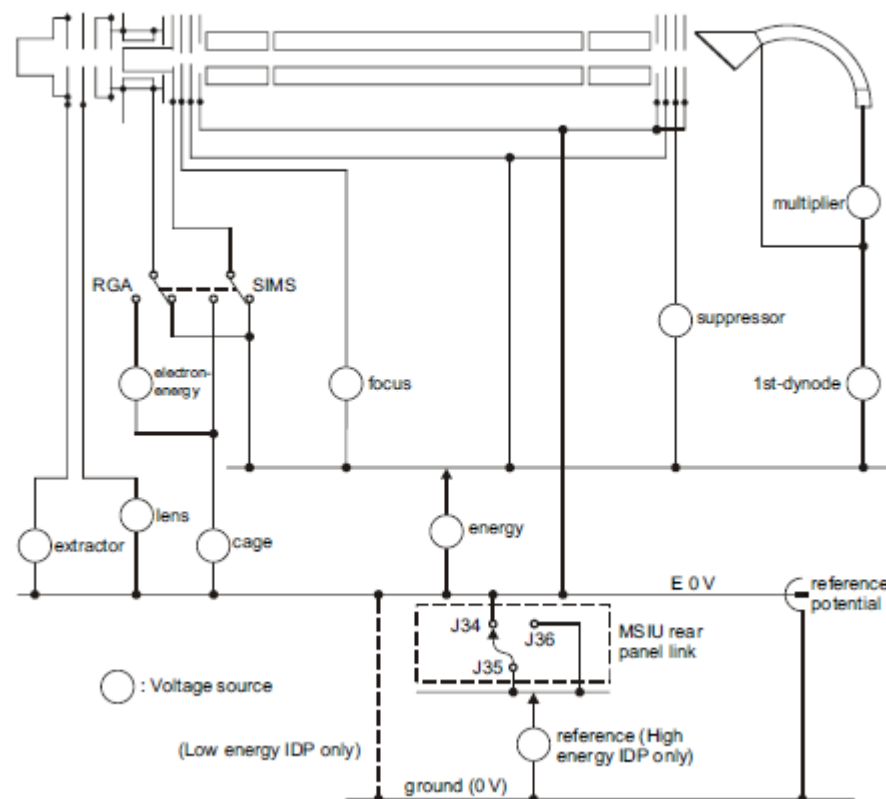 multiplier
RGA
SIMS
electron-
energy
focus
suppressor
1st-dynode
extractor
lens
cage
energy
E 0 V
reference
potential
J34
J36
MSIU rear
panel link
J35
: Voltage source
(Low energy IDP only)
reference (High
energy IDP only)
ground (0 V)